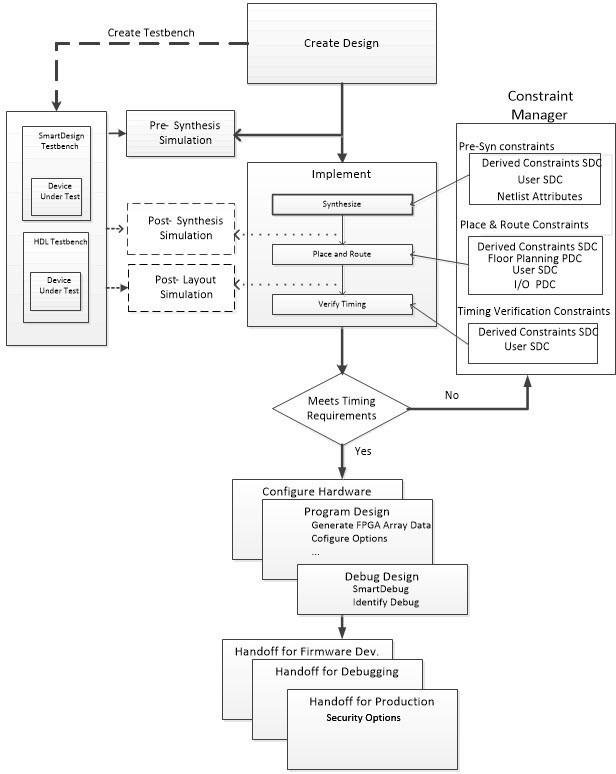 Create Testbench
Create Design
Constraint
Manager
SmartDesign
Testbench
Device
Under Test
Pre- Synthesis
Simulation
Pre-Syn constraints
Derived Constraints SDC
User SDC
Netlist Attributes
Implement
Synthesize
Post- Synthesis
Simulation
Place & Route Constraints
Derived Constraints SDC
Floor Planning PDC
User SDC
I/O PDC
HDL Testbench
Device
Under Test
Place and Route
Post- Layout
Simulation
Verify Timing
Timing Verification Constraints
Derived Constraints SDC
User SDC
Meets Timing
Requirements
No
Yes
Configure Hardware
Program Design
Generate FPGA Array Data
Cofigure Options
...
Debug Design
SmartDebug
Identify Debug
Handoff for Firmware Dev.
Handoff for Debugging
Handoff for Production
Security Options